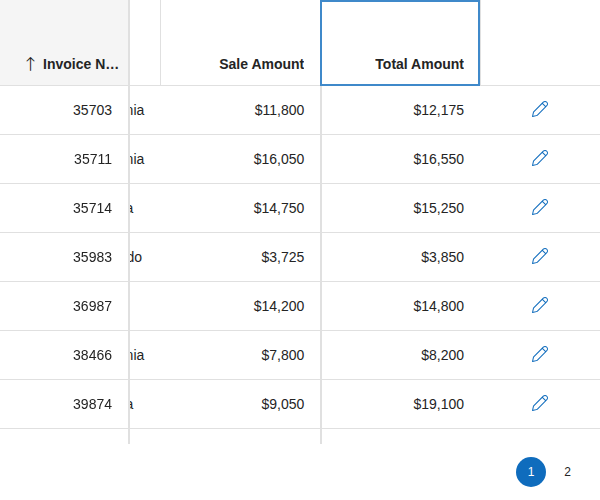 Invoice N... Sale Amount Total Amount
35703 nia $11,800 $12,175
35711 nia $16,050 $16,550
35714 a $14,750 $15,250
35983 do $3,725 $3,850
36987 $14,200 $14,800
38466 nia $7,800 $8,200
39874 a $9,050 $19,100
1 2